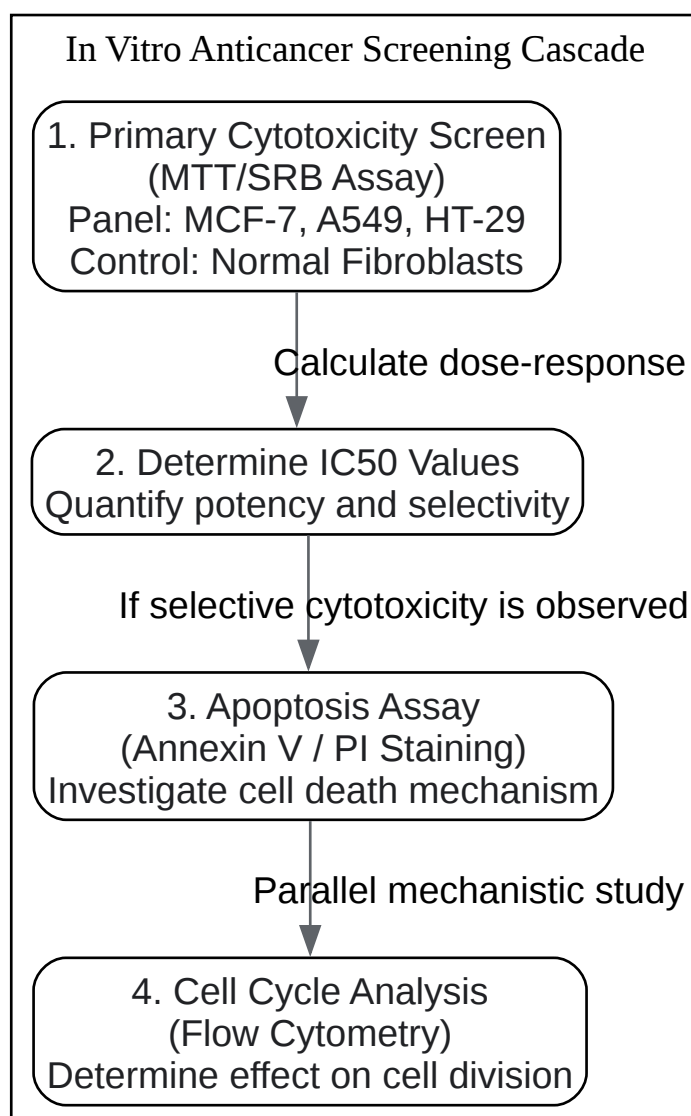 In Vitro Anticancer Screening Cascade
1. Primary Cytotoxicity Screen
(MTT/SRB Assay)
Panel: MCF-7, A549, HT-29
Control: Normal Fibroblasts
Calculate dose-response
2. Determine IC50 Values
Quantify potency and selectivity
If selective cytotoxicity is observed
3. Apoptosis Assay
(Annexin V / PI Staining)
Investigate cell death mechanism
Parallel mechanistic study
4. Cell Cycle Analysis
(Flow Cytometry)
Determine effect on cell division